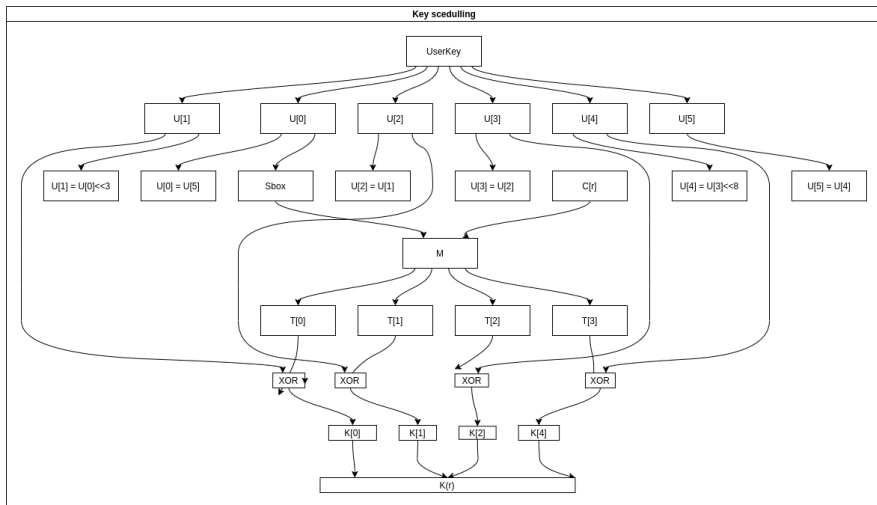 Key scedulling
UserKey
U[1]
U[0]
U[2]
U[3]
U[4]
U[5]
U[1] = U[0]<<3
U[0] = U[5]
Sbox
U[2] = U[1]
U[3] = U[2]
C[r]
U[4] = U[3]<<8
U[5] = U[4]
M
T[0]
T[1]
T[2]
T[3]
XOR
XOR
XOR
XOR
K[0]
K[1]
K[2]
K[4]
K(r)